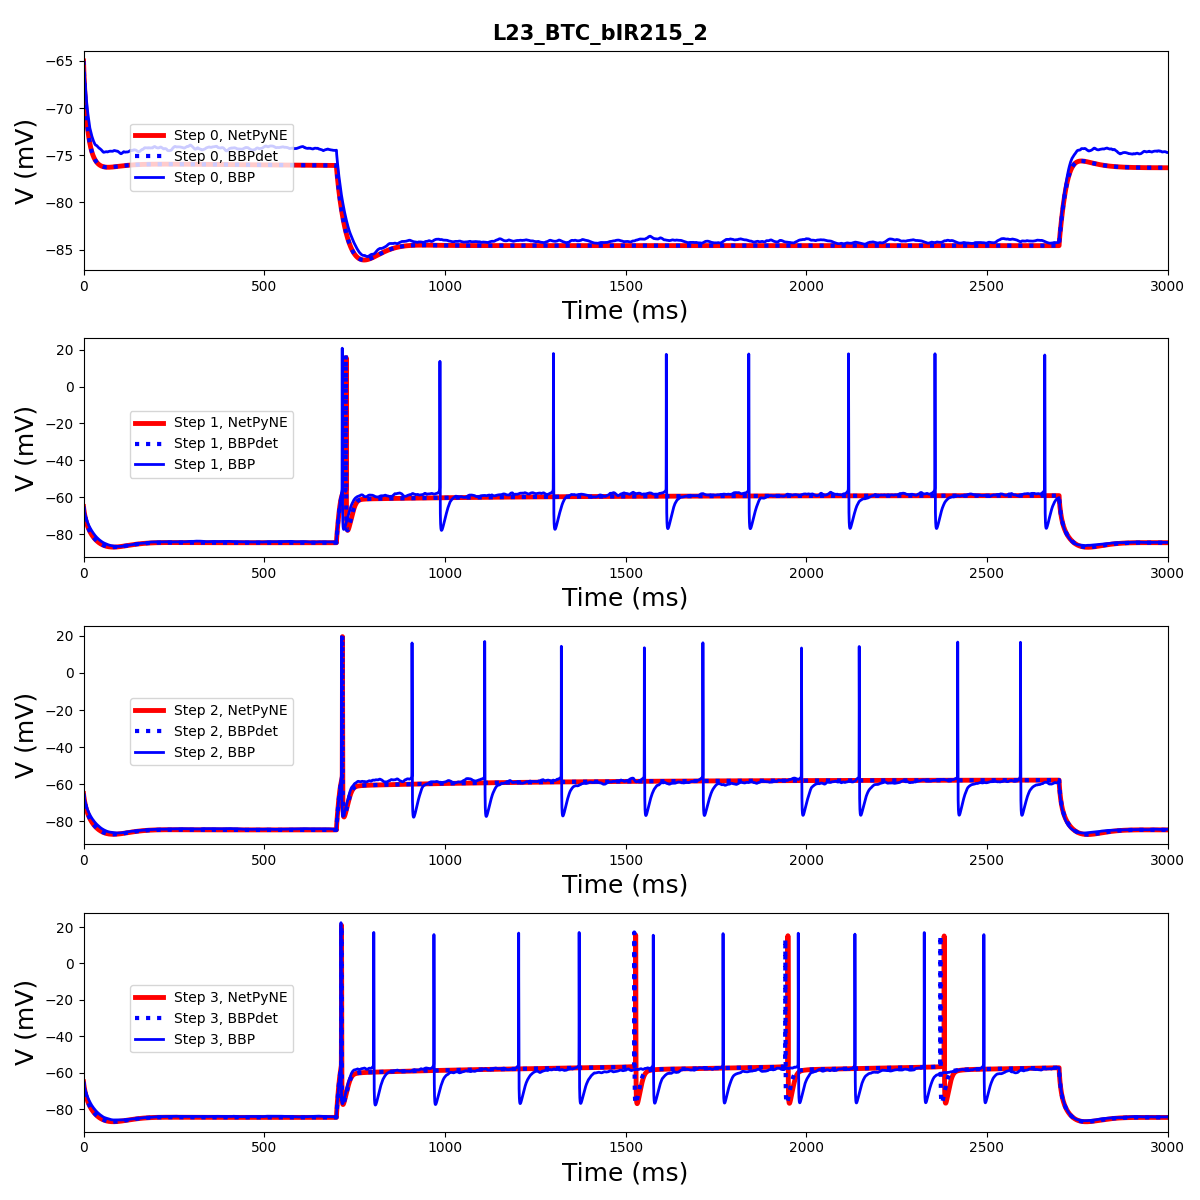 L23_BTC_bIR215_2
−65
−70
−75
−80
−85
V (mV)
Step 0, NetPyNE
Step 0, BBPdet
Step 0, BBP
0 500 1000 1500 2000 2500 3000
Time (ms)
20
0
−20
−40
−60
−80
V (mV)
Step 1, NetPyNE
Step 1, BBPdet
Step 1, BBP
0 500 1000 1500 2000 2500 3000
Time (ms)
20
0
−20
−40
−60
−80
V (mV)
Step 2, NetPyNE
Step 2, BBPdet
Step 2, BBP
0 500 1000 1500 2000 2500 3000
Time (ms)
20
0
−20
−40
−60
−80
V (mV)
Step 3, NetPyNE
Step 3, BBPdet
Step 3, BBP
0 500 1000 1500 2000 2500 3000
Time (ms)